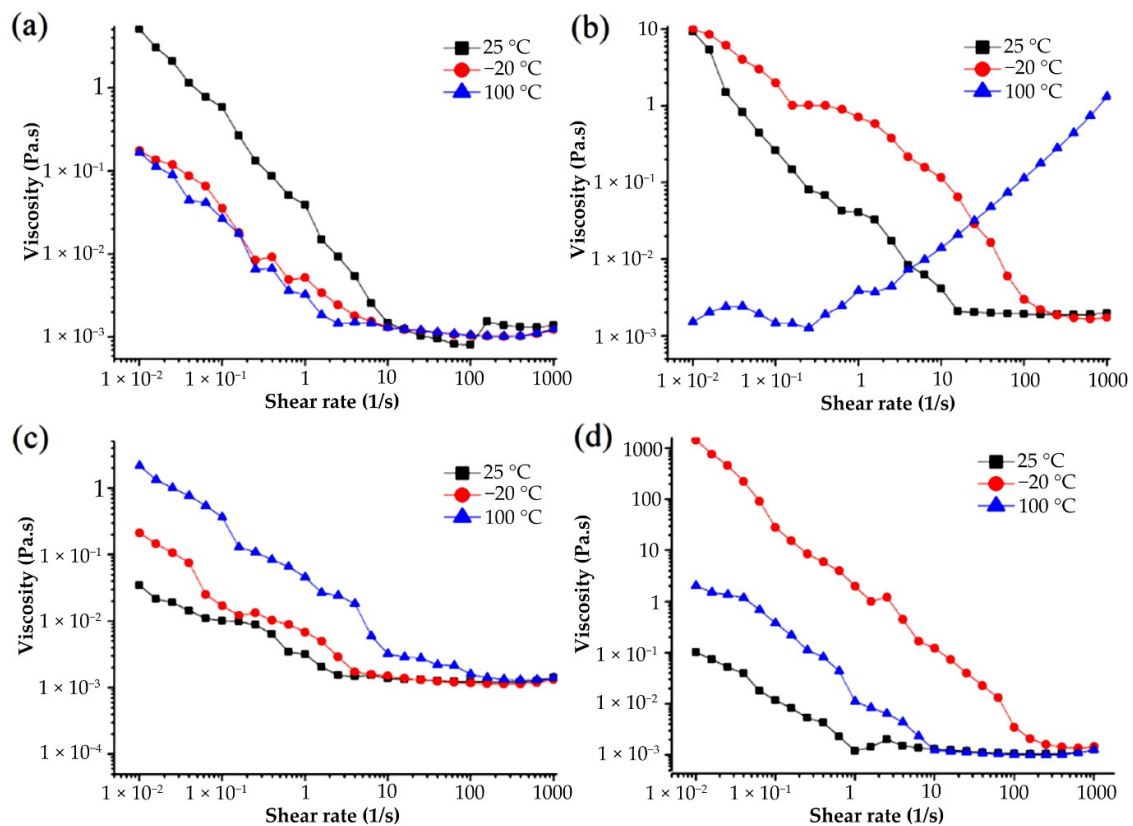 (a)
25 °C
−20 °C
100 °C
1
1 × 10⁻¹
1 × 10⁻²
1 × 10⁻³
Viscosity (Pa.s)
1 × 10⁻² 1 × 10⁻¹ 1 10 100 1000
Shear rate (1/s)
(b)
25 °C
−20 °C
100 °C
10
1
1 × 10⁻¹
1 × 10⁻²
1 × 10⁻³
Viscosity (Pa.s)
1 × 10⁻² 1 × 10⁻¹ 1 10 100 1000
Shear rate (1/s)
(c)
25 °C
−20 °C
100 °C
1
1 × 10⁻¹
1 × 10⁻²
1 × 10⁻³
1 × 10⁻⁴
Viscosity (Pa.s)
1 × 10⁻² 1 × 10⁻¹ 1 10 100 1000
Shear rate (1/s)
(d)
25 °C
−20 °C
100 °C
1000
100
10
1
1 × 10⁻¹
1 × 10⁻²
1 × 10⁻³
Viscosity (Pa.s)
1 × 10⁻² 1 × 10⁻¹ 1 10 100 1000
Shear rate (1/s)